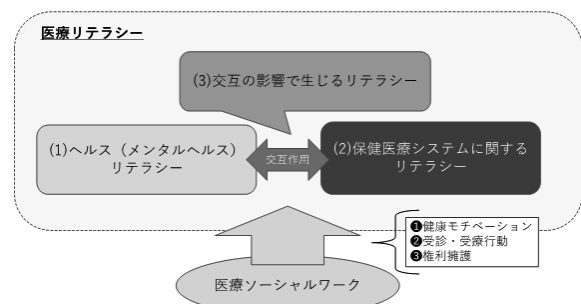 医療リテラシー
(3)交互の影響で生じるリテラシー
(1)ヘルス（メンタルヘルス）
リテラシー
交互作用
(2)保健医療システムに関する
リテラシー
❶健康モチベーション
❷受診・受療行動
❸権利擁護
医療ソーシャルワーク